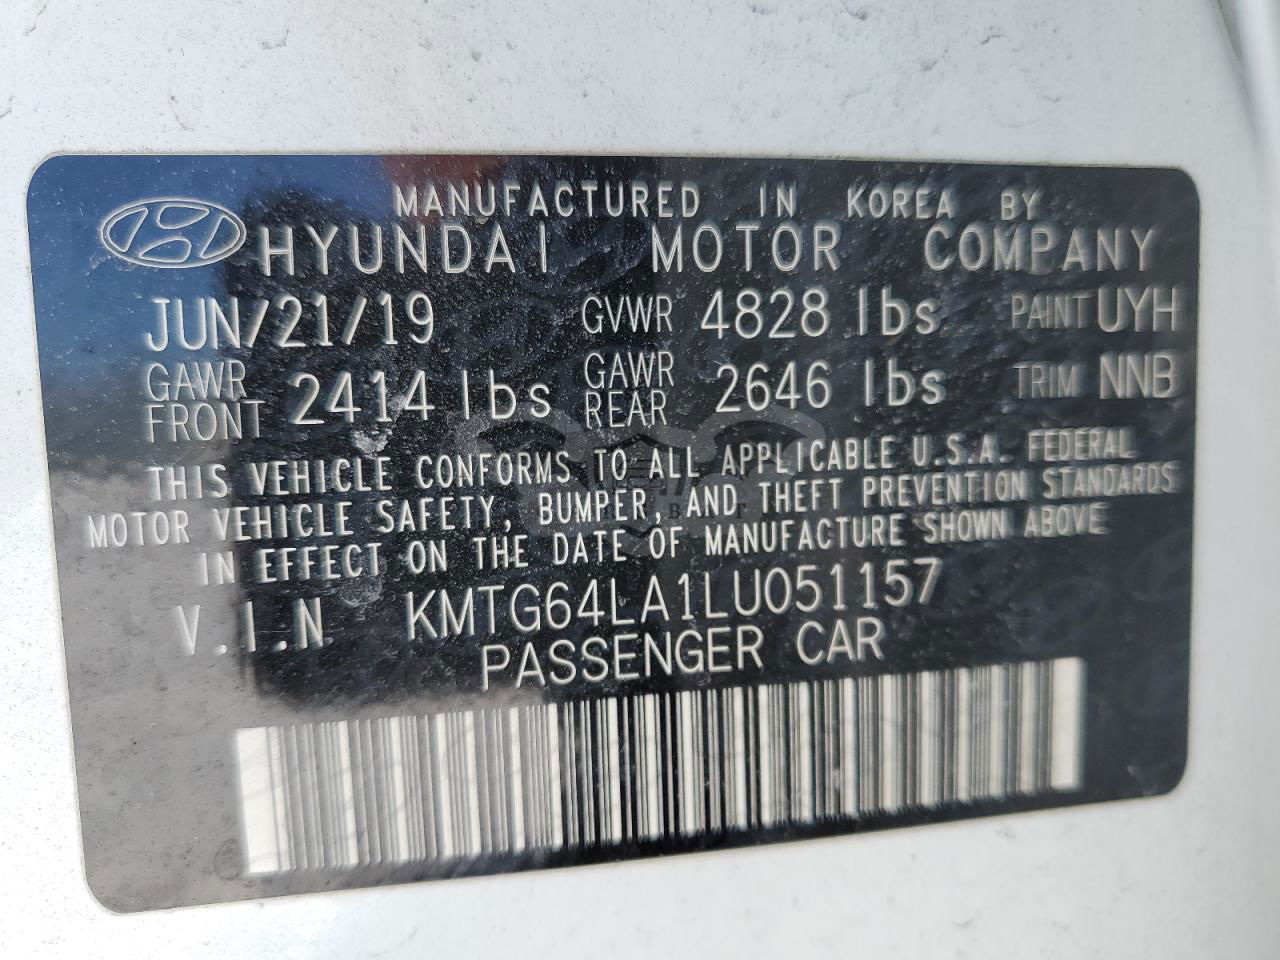 MANUFACTURED IN KOREA BY
HYUNDAI MOTOR COMPANY
JUN/21/19 GVWR 4828 lbs PAINT UYH
GAWR FRONT 2414 lbs GAWR REAR 2646 lbs TRIM NNB
THIS VEHICLE CONFORMS TO ALL APPLICABLE U.S.A. FEDERAL
MOTOR VEHICLE SAFETY, BUMPER, AND THEFT PREVENTION STANDARDS
IN EFFECT ON THE DATE OF MANUFACTURE SHOWN ABOVE
V.I.N KMTG64LA1LU051157
PASSENGER CAR